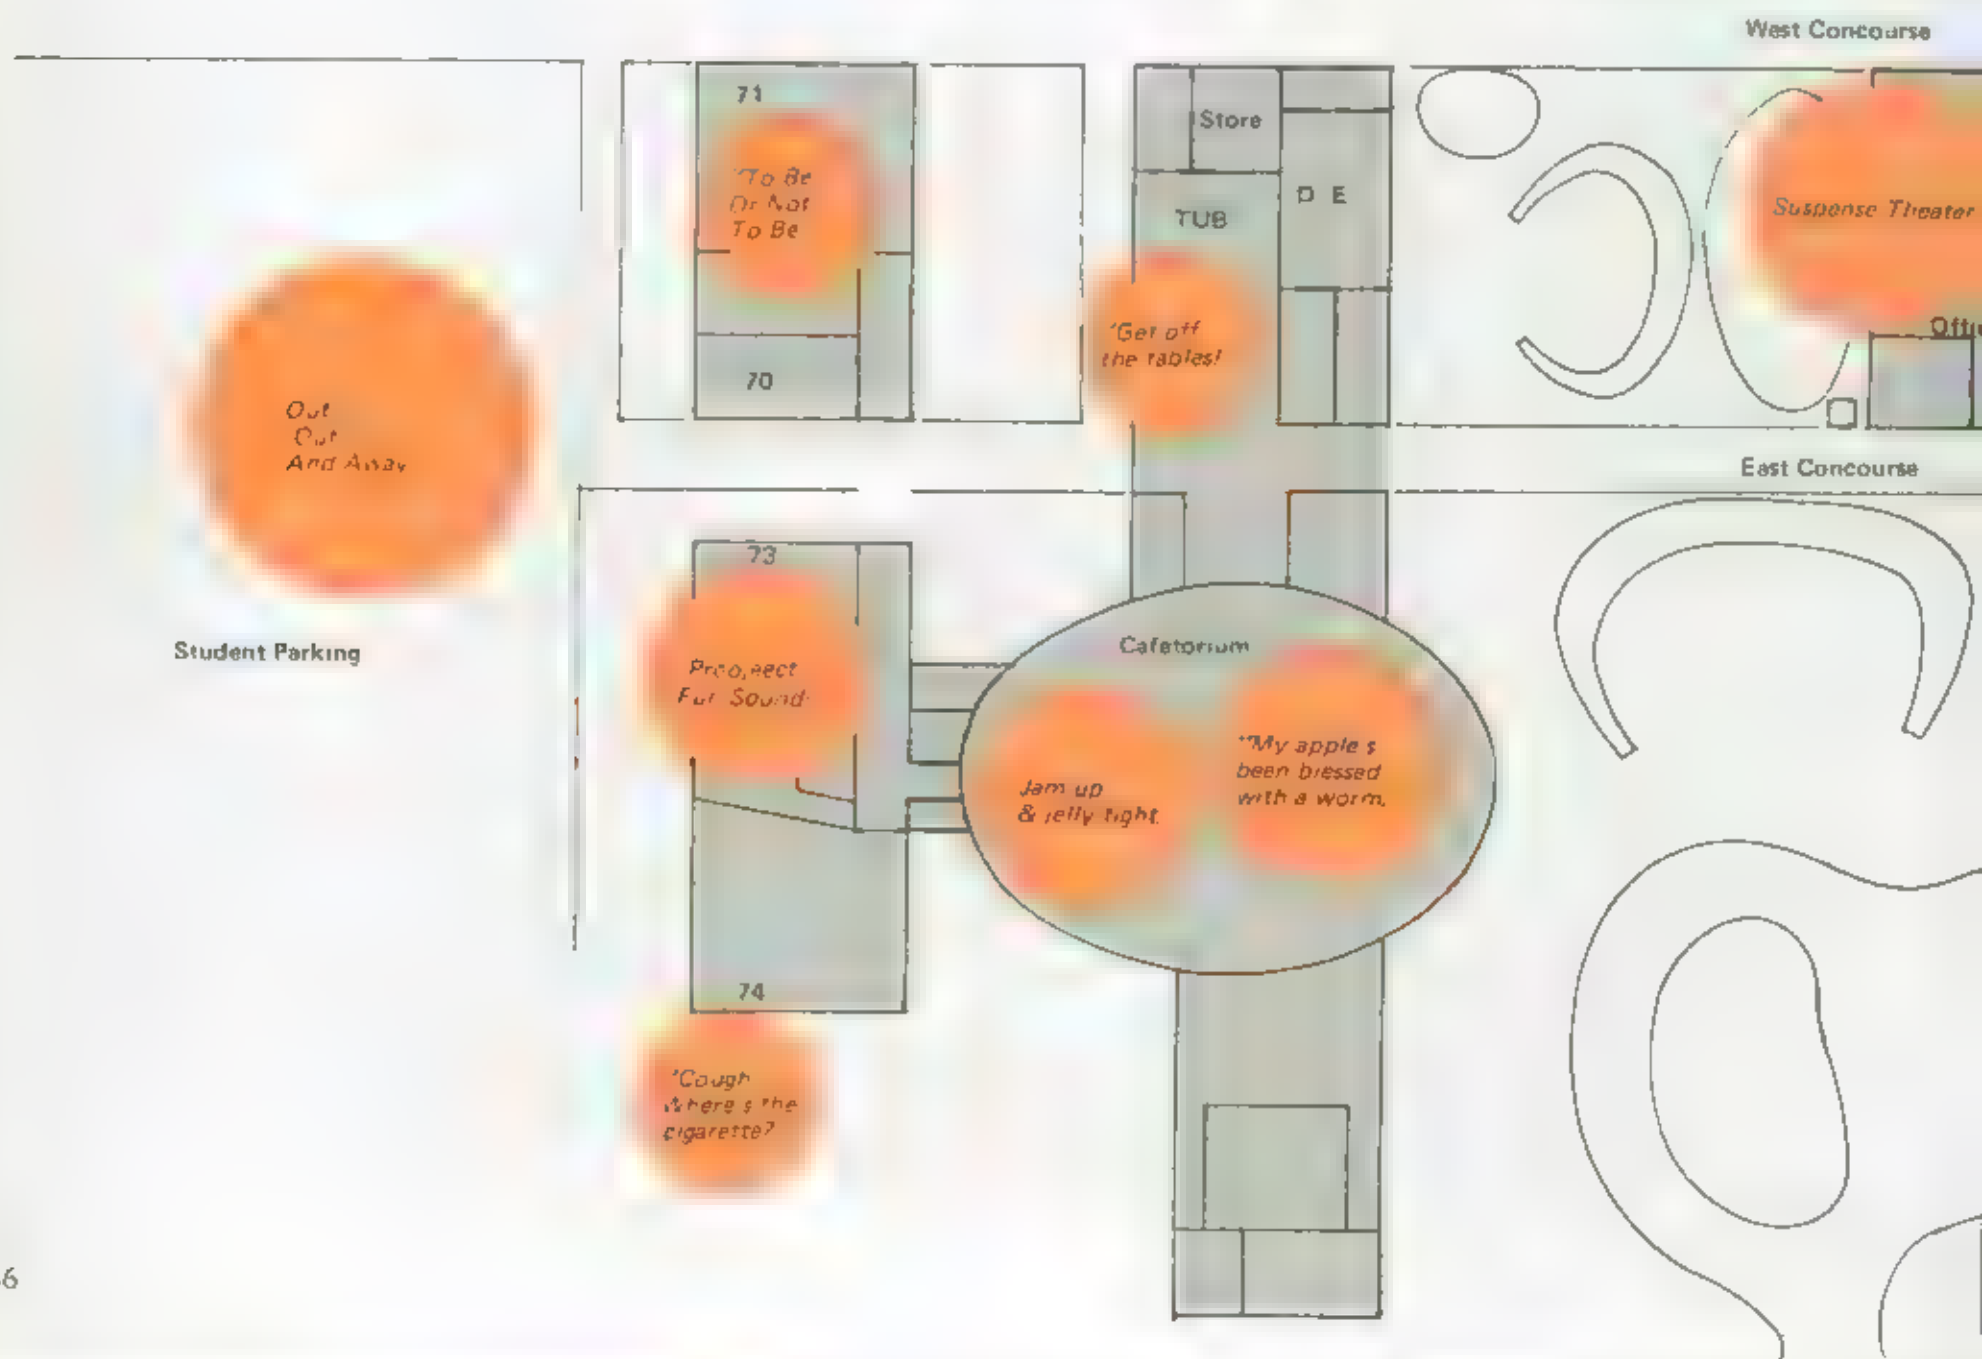 West Concourse
71
Store
"To Be
Or Not
To Be
TUB
D E
Suspense Theater
"Get off
the tables!
Out
Out
And Away
70
East Concourse
Student Parking
73
Cafetorium
Fur Sound
"My apple s
been blessed
with a worm.
Jam up
& jelly tight
74
"Cough
Where s the
cigarette?